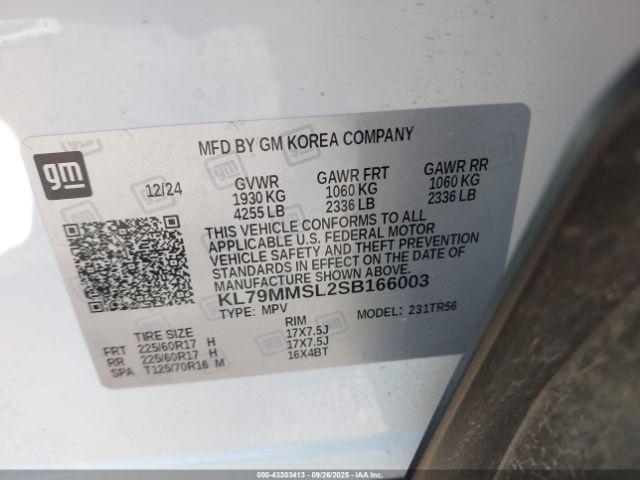 MFD BY GM KOREA COMPANY
gm
12/24
GVWR GAWR FRT GAWR RR
1930 KG 1060 KG 1060 KG
4255 LB 2336 LB 2336 LB
THIS VEHICLE CONFORMS TO ALL
APPLICABLE U.S. FEDERAL MOTOR
VEHICLE SAFETY AND THEFT PREVENTION
STANDARDS IN EFFECT ON THE DATE OF
MANUFACTURE SHOWN ABOVE.
KL79MMSL2SB166003
TYPE: MPV MODEL: 231TR56
TIRE SIZE RIM
FRT 225/60R17 H 17X7.5J
RR 225/60R17 H 17X7.5J
SPA T125/70R16 M 16X4BT
000-43303413 - 09/26/2025 - IAAI.COM